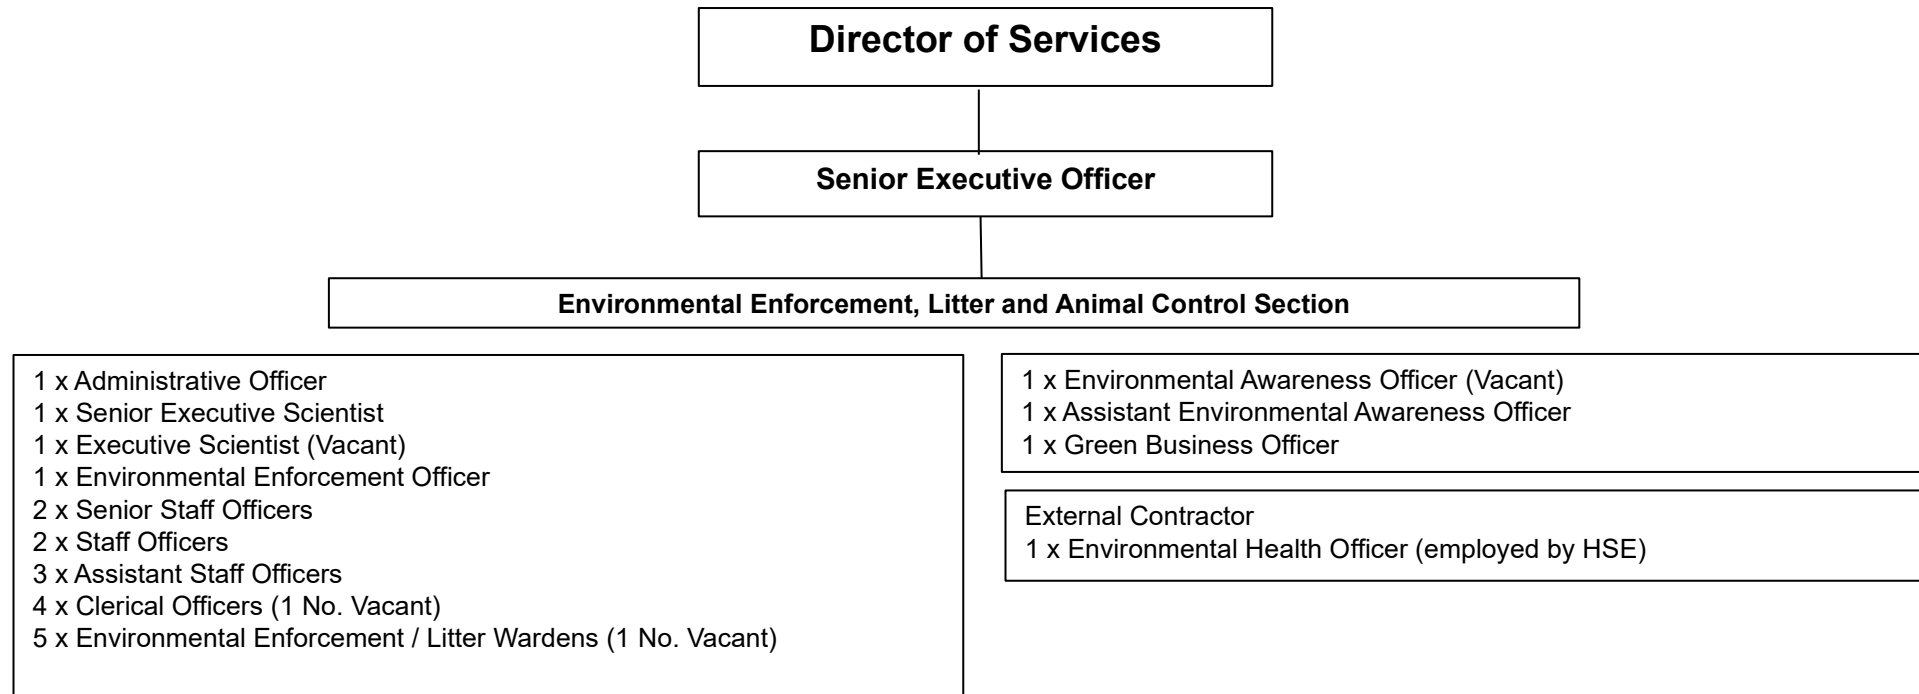 Director of Services
Senior Executive Officer
Environmental Enforcement, Litter and Animal Control Section
1 x Administrative Officer
1 x Senior Executive Scientist
1 x Executive Scientist (Vacant)
1 x Environmental Enforcement Officer
2 x Senior Staff Officers
2 x Staff Officers
3 x Assistant Staff Officers
4 x Clerical Officers (1 No. Vacant)
5 x Environmental Enforcement / Litter Wardens (1 No. Vacant)
1 x Environmental Awareness Officer (Vacant)
1 x Assistant Environmental Awareness Officer
1 x Green Business Officer
External Contractor
1 x Environmental Health Officer (employed by HSE)